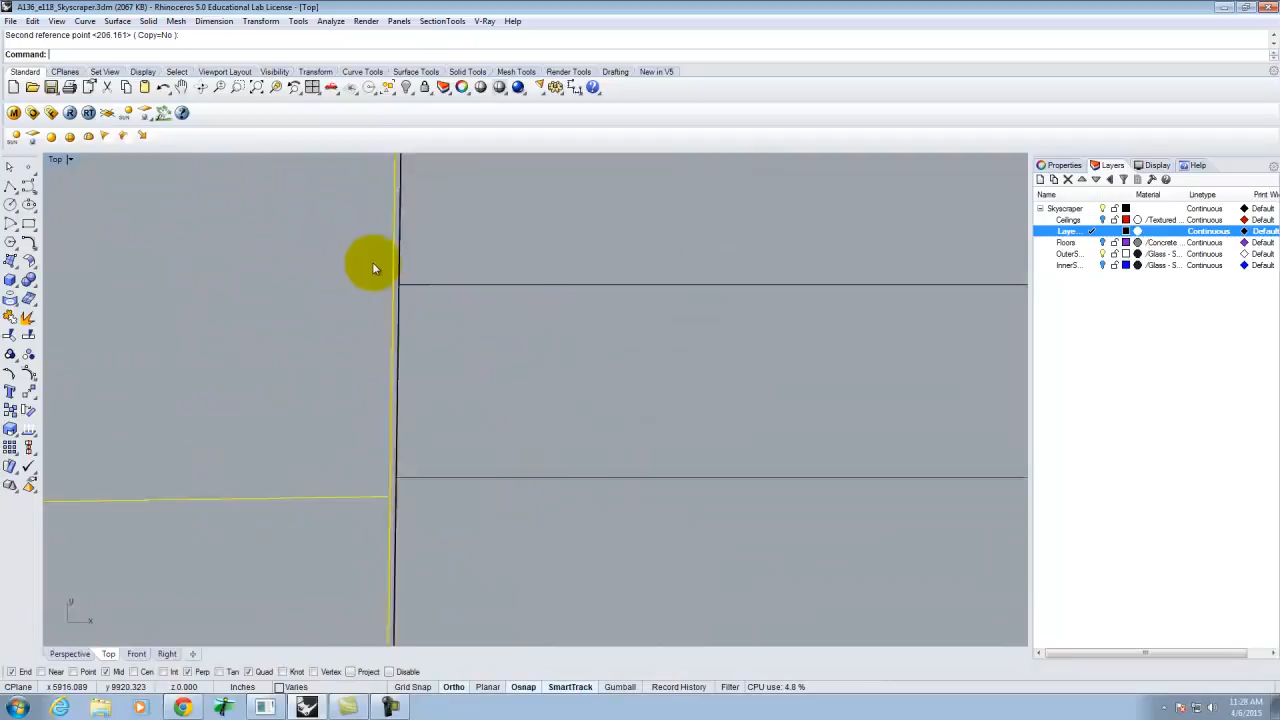 A136_e118_Skyscraper.3dm (2067 KB) - Rhinoceros 5.0 Educational Lab License - [Top]
File Edit View Curve Surface Solid Mesh Dimension Transform Tools Analyze Render Panels SectionTools V-Ray Help
Second reference point <206.161> ( Copy=No ):
Command:
Standard CPlanes Set View Display Select Viewport Layout Visibility Transform Curve Tools Surface Tools Solid Tools Mesh Tools Render Tools Drafting New in V5
M R RT SUN
SUN
Top
Properties Layers Display Help
Name Material Linetype Print Wi
Skyscraper Continuous Default
Ceilings /Textured ... Continuous Default
Laye... Continuous Default
Floors /Concrete ... Continuous Default
OuterS... /Glass - S... Continuous Default
InnerS... /Glass - S... Continuous Default
y
x
Perspective Top Front Right
End Near Point Mid Cen Int Perp Tan Quad Knot Vertex Project Disable
CPlane x 5916.089 y 9920.323 z 0.000 Inches Varies Grid Snap Ortho Planar Osnap SmartTrack Gumball Record History Filter CPU use: 4.8 %
11:28 AM
4/6/2015